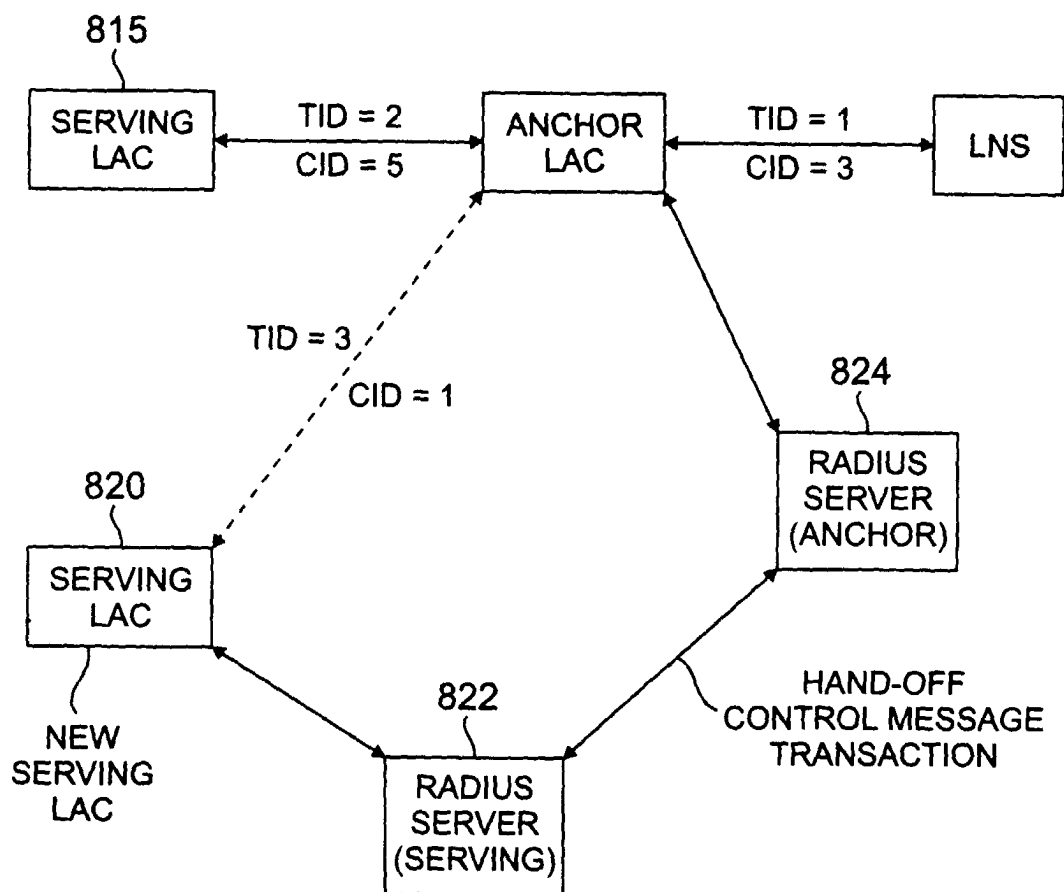 815
SERVING
LAC
TID = 2
CID = 5
ANCHOR
LAC
TID = 1
CID = 3
LNS
TID = 3
CID = 1
824
RADIUS
SERVER
(ANCHOR)
820
SERVING
LAC
NEW
SERVING
LAC
822
RADIUS
SERVER
(SERVING)
HAND-OFF
CONTROL MESSAGE
TRANSACTION